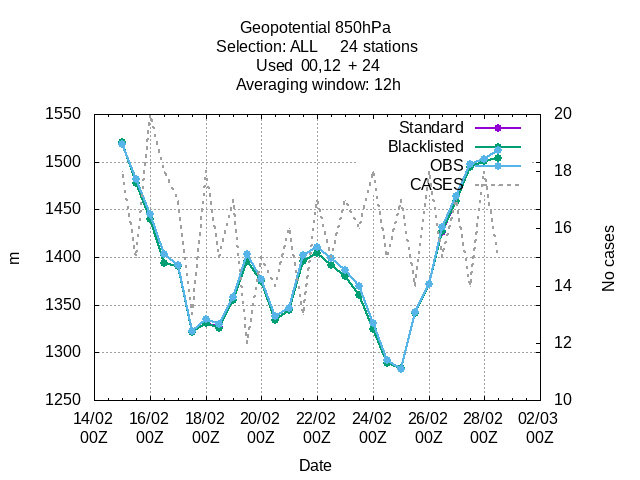 Geopotential 850hPa
Selection: ALL 24 stations
Used 00,12 + 24
Averaging window: 12h
1550 20
Standard
Blacklisted
OBS
CASES
1500 18
1450 16
1400
m
No cases
1350 14
1300 12
1250 10
14/02 16/02 18/02 20/02 22/02 24/02 26/02 28/02 02/03
00Z 00Z 00Z 00Z 00Z 00Z 00Z 00Z 00Z
Date